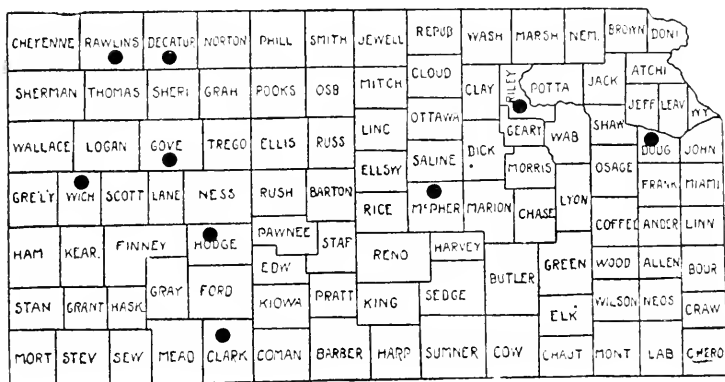 CHEYENNE RAWLINS DECATUR NORTON PHILL SMITH JEWELL REPUB WASH MARSH NEM. BROWN DONI
SHERMAN THOMAS SHERI GRAH ROOKS OSB MITCH CLOUD CLAY RILEY POTTA JACK ATCHI
OTTAWA JEFF LEAV WY
WALLACE LOGAN GOVE TREGO ELLIS RUSS LINC SALINE DICK GEARY WAB SHAW DOUG JOHN
ELLSW MORRIS OSAGE
GRE'LY WICH SCOTT LANE NESS RUSH BARTON RICE McPHER MARION CHASE LYON FRANK MIAMI
HAM KEAR. FINNEY HODGE PAWNEE STAF RENO HARVEY COFFEE ANDER LINN
EDW BUTLER GREEN WOOD ALLEN BOUR
STAN GRANT HASK GRAY FORD KIOWA PRATT KING SEDGE ELK WILSON NEOS CRAW
MORT STEV SEW MEAD CLARK COMAN BARBER HARP SUMNER COW CHAUT MONT LAB CHERO